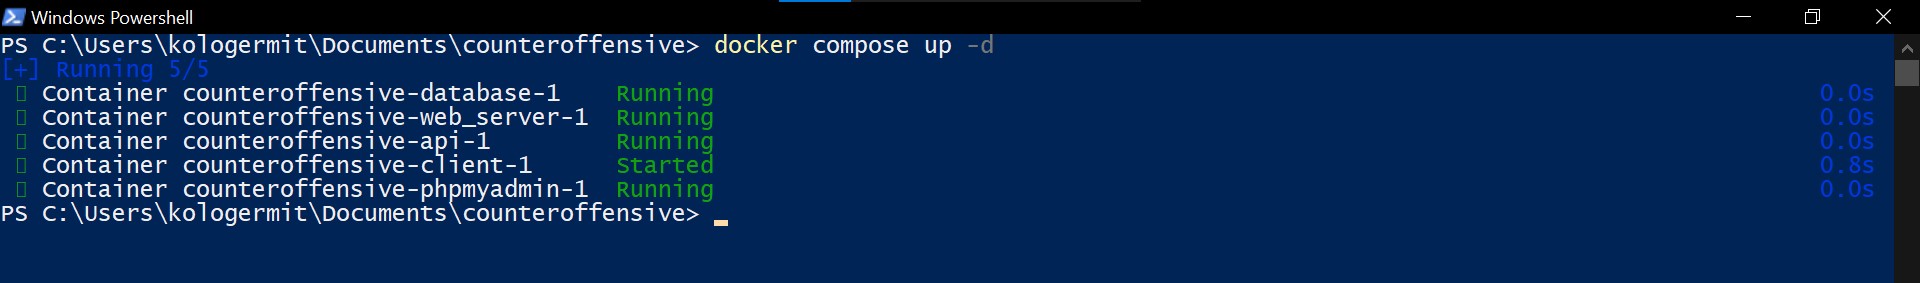 Windows Powershell
PS C:\Users\kologermit\Documents\counteroffensive> docker compose up -d
[+] Running 5/5
Container counteroffensive-database-1 Running 0.0s
Container counteroffensive-web_server-1 Running 0.0s
Container counteroffensive-api-1 Running 0.0s
Container counteroffensive-client-1 Started 0.8s
Container counteroffensive-phpmyadmin-1 Running 0.0s
PS C:\Users\kologermit\Documents\counteroffensive>